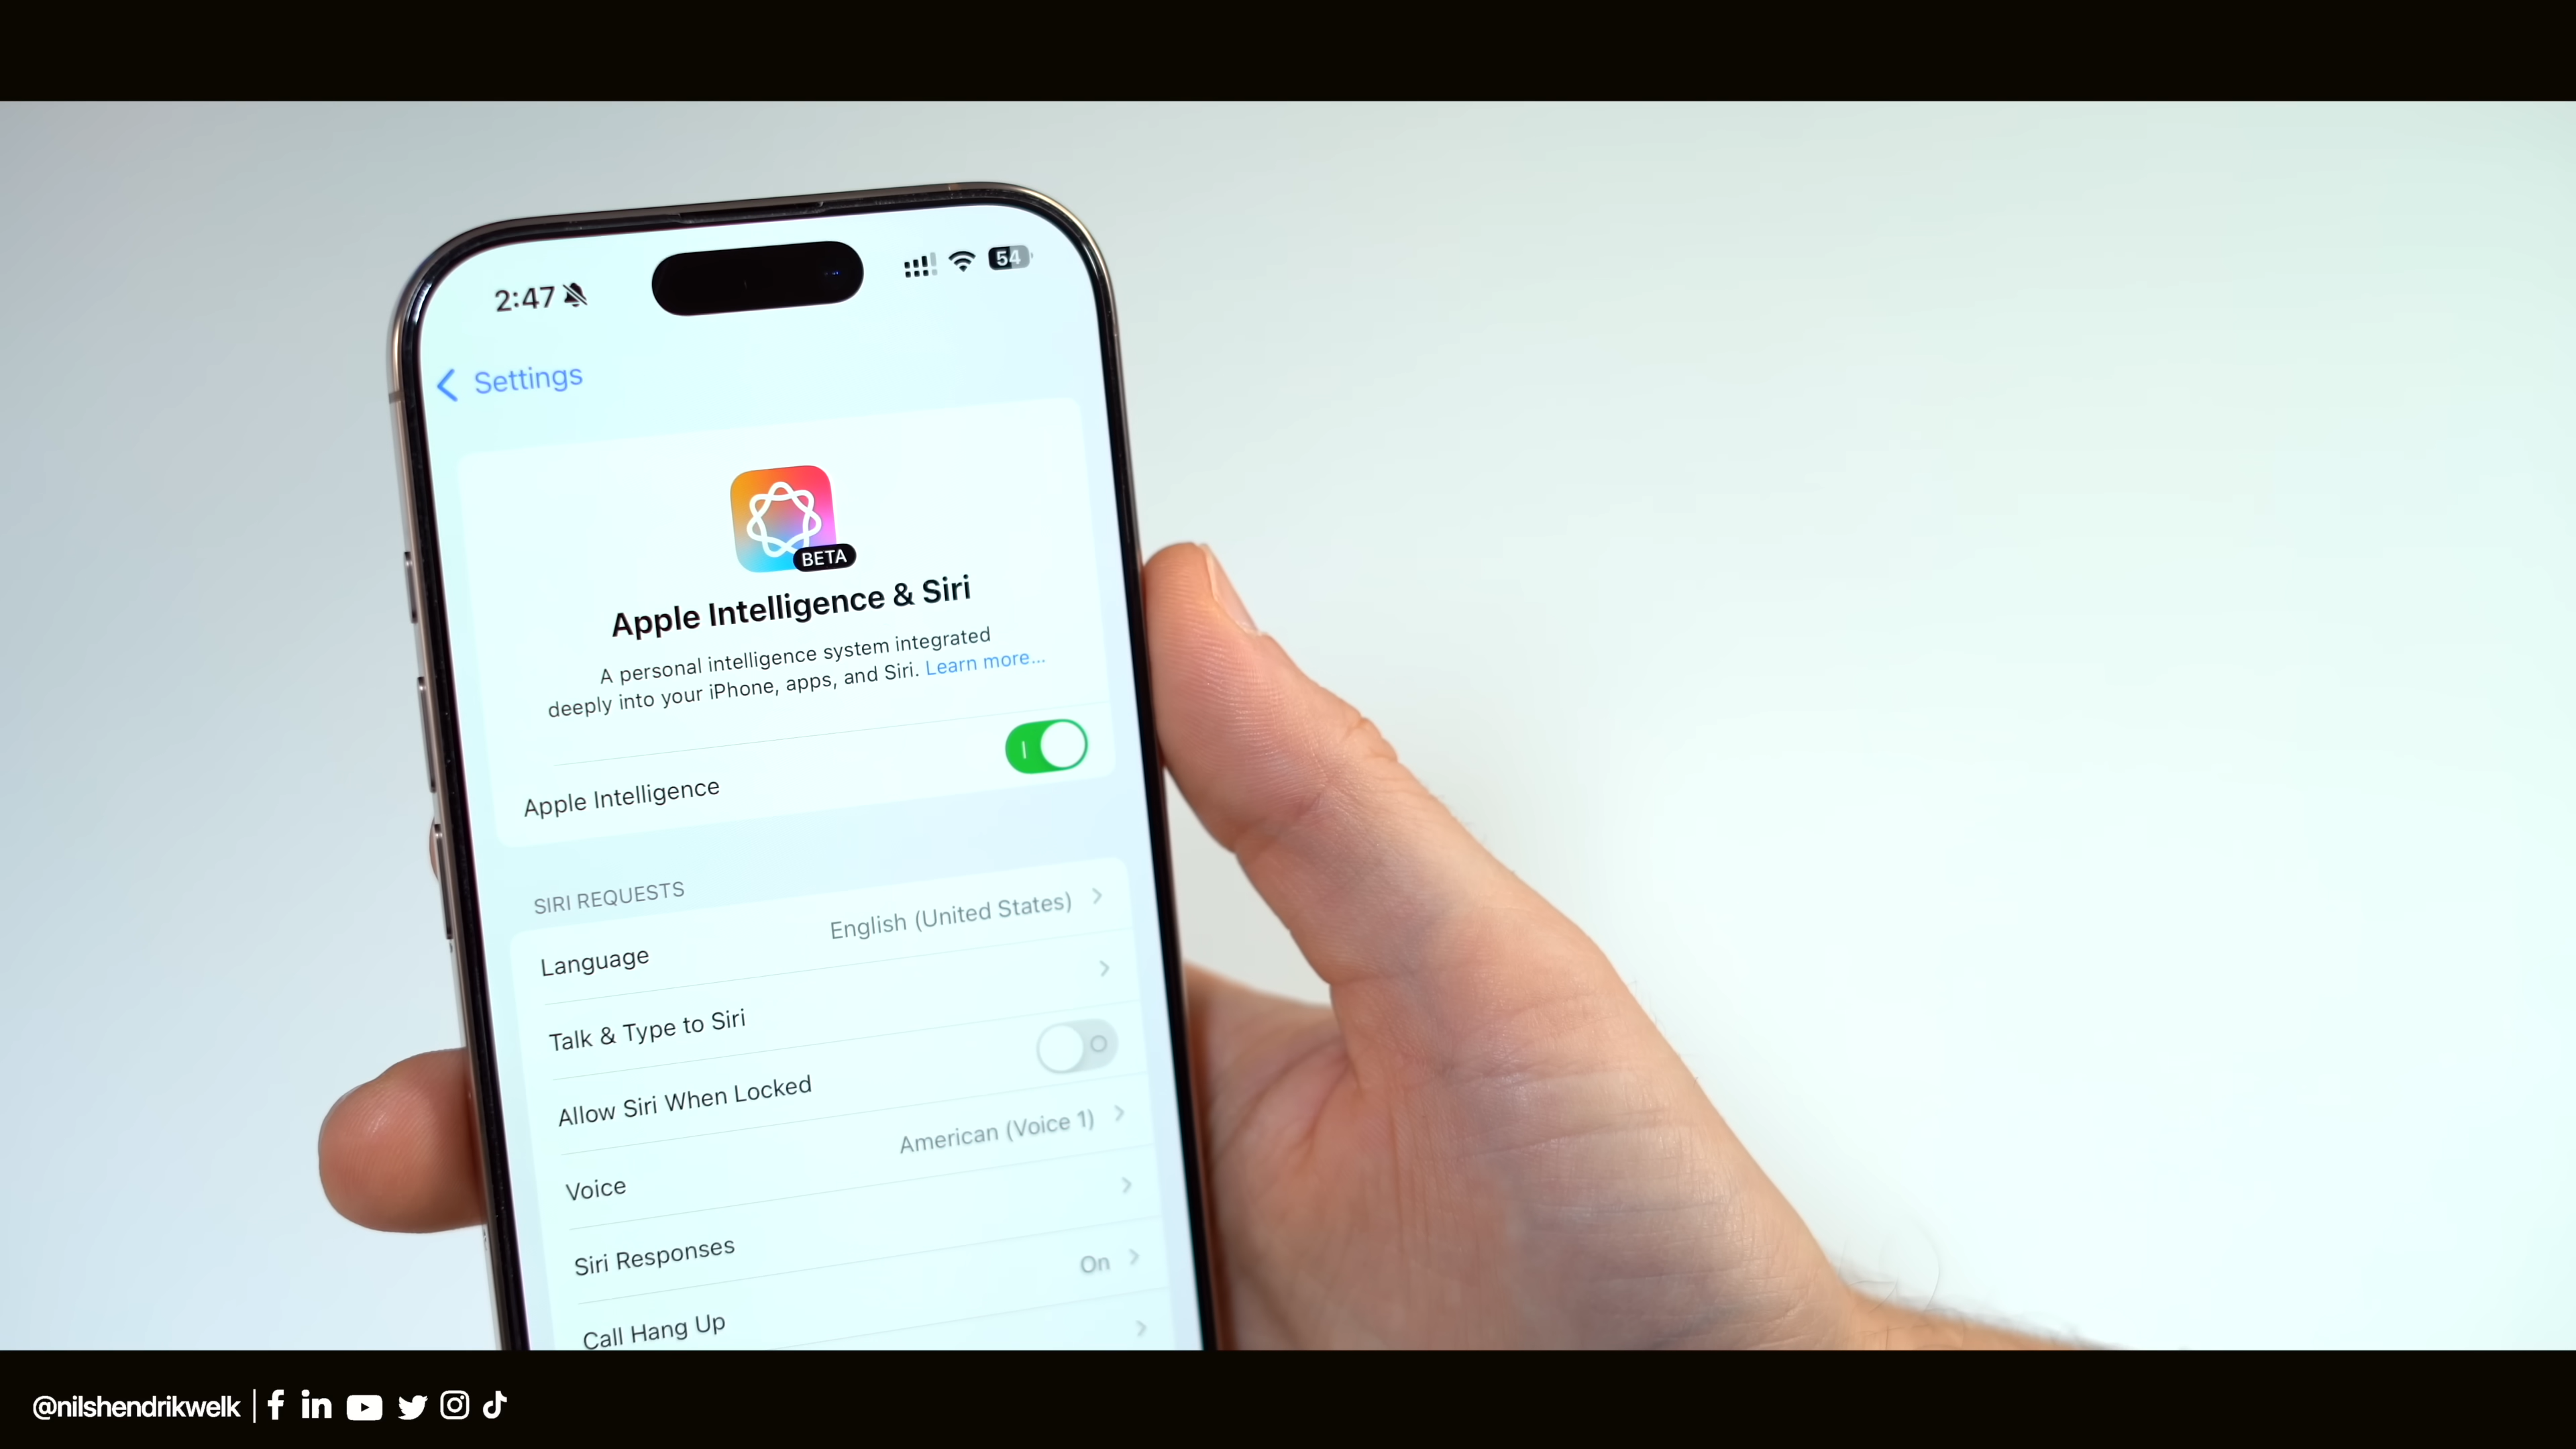 2:47
54
Settings
BETA
Apple Intelligence & Siri
A personal intelligence system integrated
deeply into your iPhone, apps, and Siri. Learn more...
Apple Intelligence
SIRI REQUESTS
Language English (United States)
Talk & Type to Siri
Allow Siri When Locked
Voice American (Voice 1)
Siri Responses
Call Hang Up On
@nilshendrikwelk